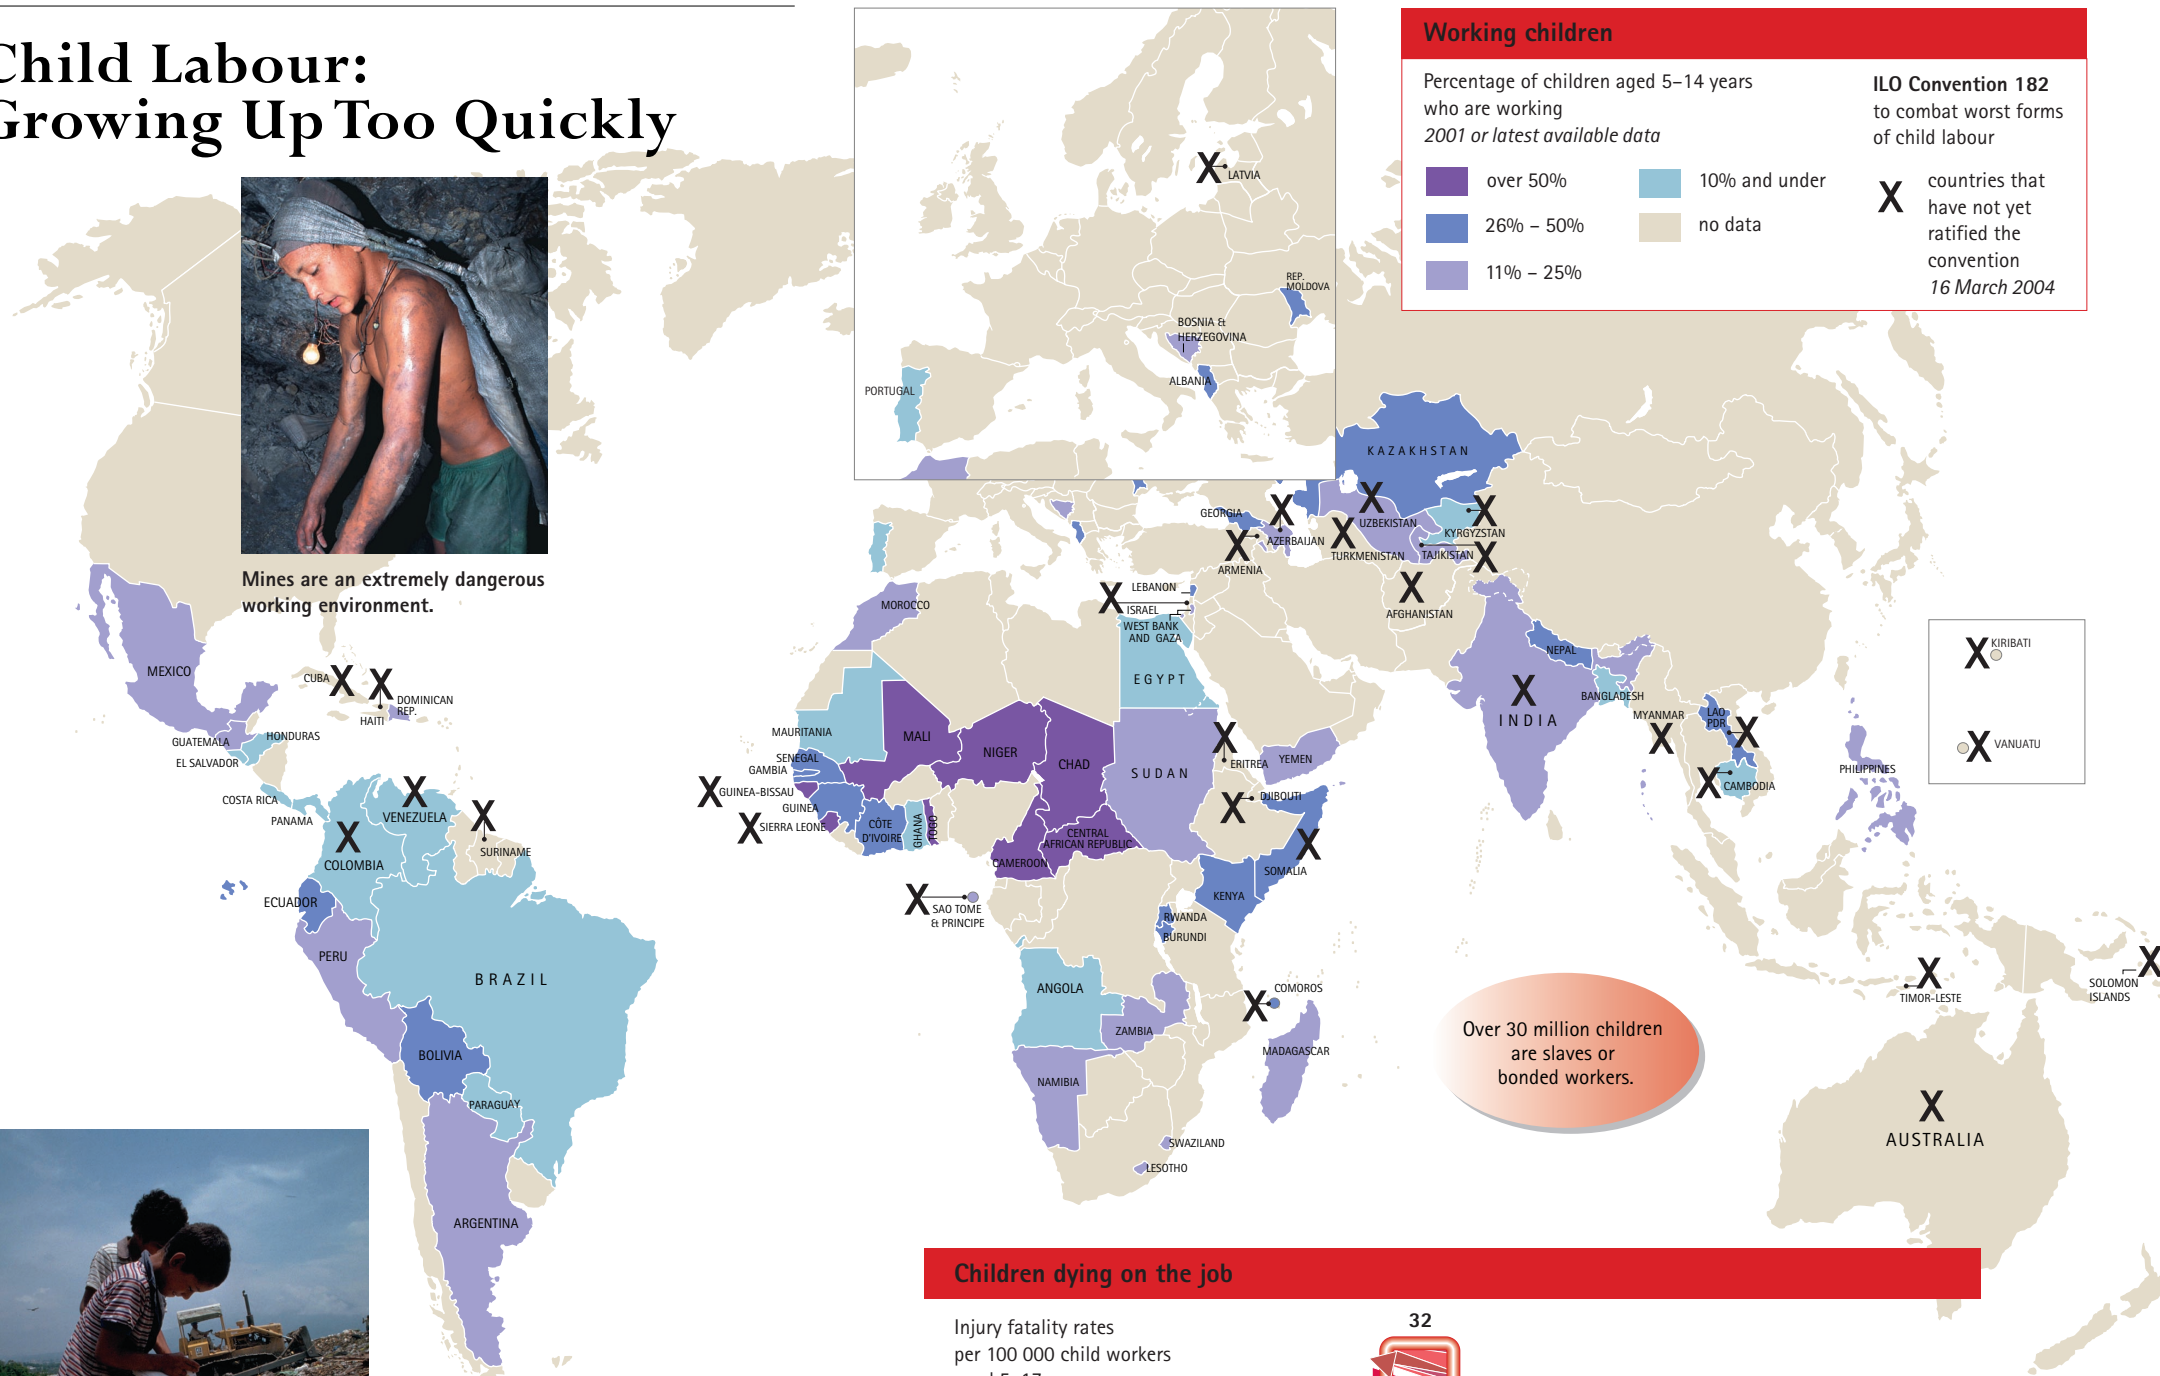 Child Labour:
Growing Up Too Quickly
Mines are an extremely dangerous
working environment.
Working children
Percentage of children aged 5–14 years
who are working
2001 or latest available data
over 50%
26% – 50%
11% – 25%
10% and under
no data
ILO Convention 182
to combat worst forms
of child labour
X
countries that
have not yet
ratified the
convention
16 March 2004
X
LATVIA
REP.
MOLDOVA
BOSNIA &
HERZEGOVINA
ALBANIA
PORTUGAL
KAZAKHSTAN
X
GEORGIA
X
UZBEKISTAN
X
KYRGYZSTAN
AZERBAIJAN
X
ARMENIA
X
TURKMENISTAN
TAJIKISTAN
X
X
AFGHANISTAN
LEBANON
X
ISRAEL
WEST BANK
AND GAZA
MOROCCO
EGYPT
MEXICO
CUBA
X
X
DOMINICAN
REP.
HAITI
GUATEMALA
HONDURAS
EL SALVADOR
COSTA RICA
PANAMA
X
VENEZUELA
X
SURINAME
X
COLOMBIA
ECUADOR
PERU
BRAZIL
BOLIVIA
PARAGUAY
ARGENTINA
MAURITANIA
MALI
NIGER
CHAD
SUDAN
X
ERITREA
YEMEN
SENEGAL
GAMBIA
X
GUINEA-BISSAU
GUINEA
X
SIERRA LEONE
CÔTE
D'IVOIRE
GHANA
TOGO
CENTRAL
AFRICAN REPUBLIC
CAMEROON
X
DJIBOUTI
X
SOMALIA
KENYA
X
SAO TOME
& PRINCIPE
RWANDA
BURUNDI
ANGOLA
ZAMBIA
X
COMOROS
MADAGASCAR
NAMIBIA
SWAZILAND
LESOTHO
X
INDIA
NEPAL
BANGLADESH
MYANMAR
X
LAO
PDR
X
X
CAMBODIA
PHILIPPINES
X
KIRIBATI
X
VANUATU
X
TIMOR-LESTE
X
SOLOMON
ISLANDS
X
AUSTRALIA
Over 30 million children
are slaves or
bonded workers.
Children dying on the job
Injury fatality rates
per 100 000 child workers
32